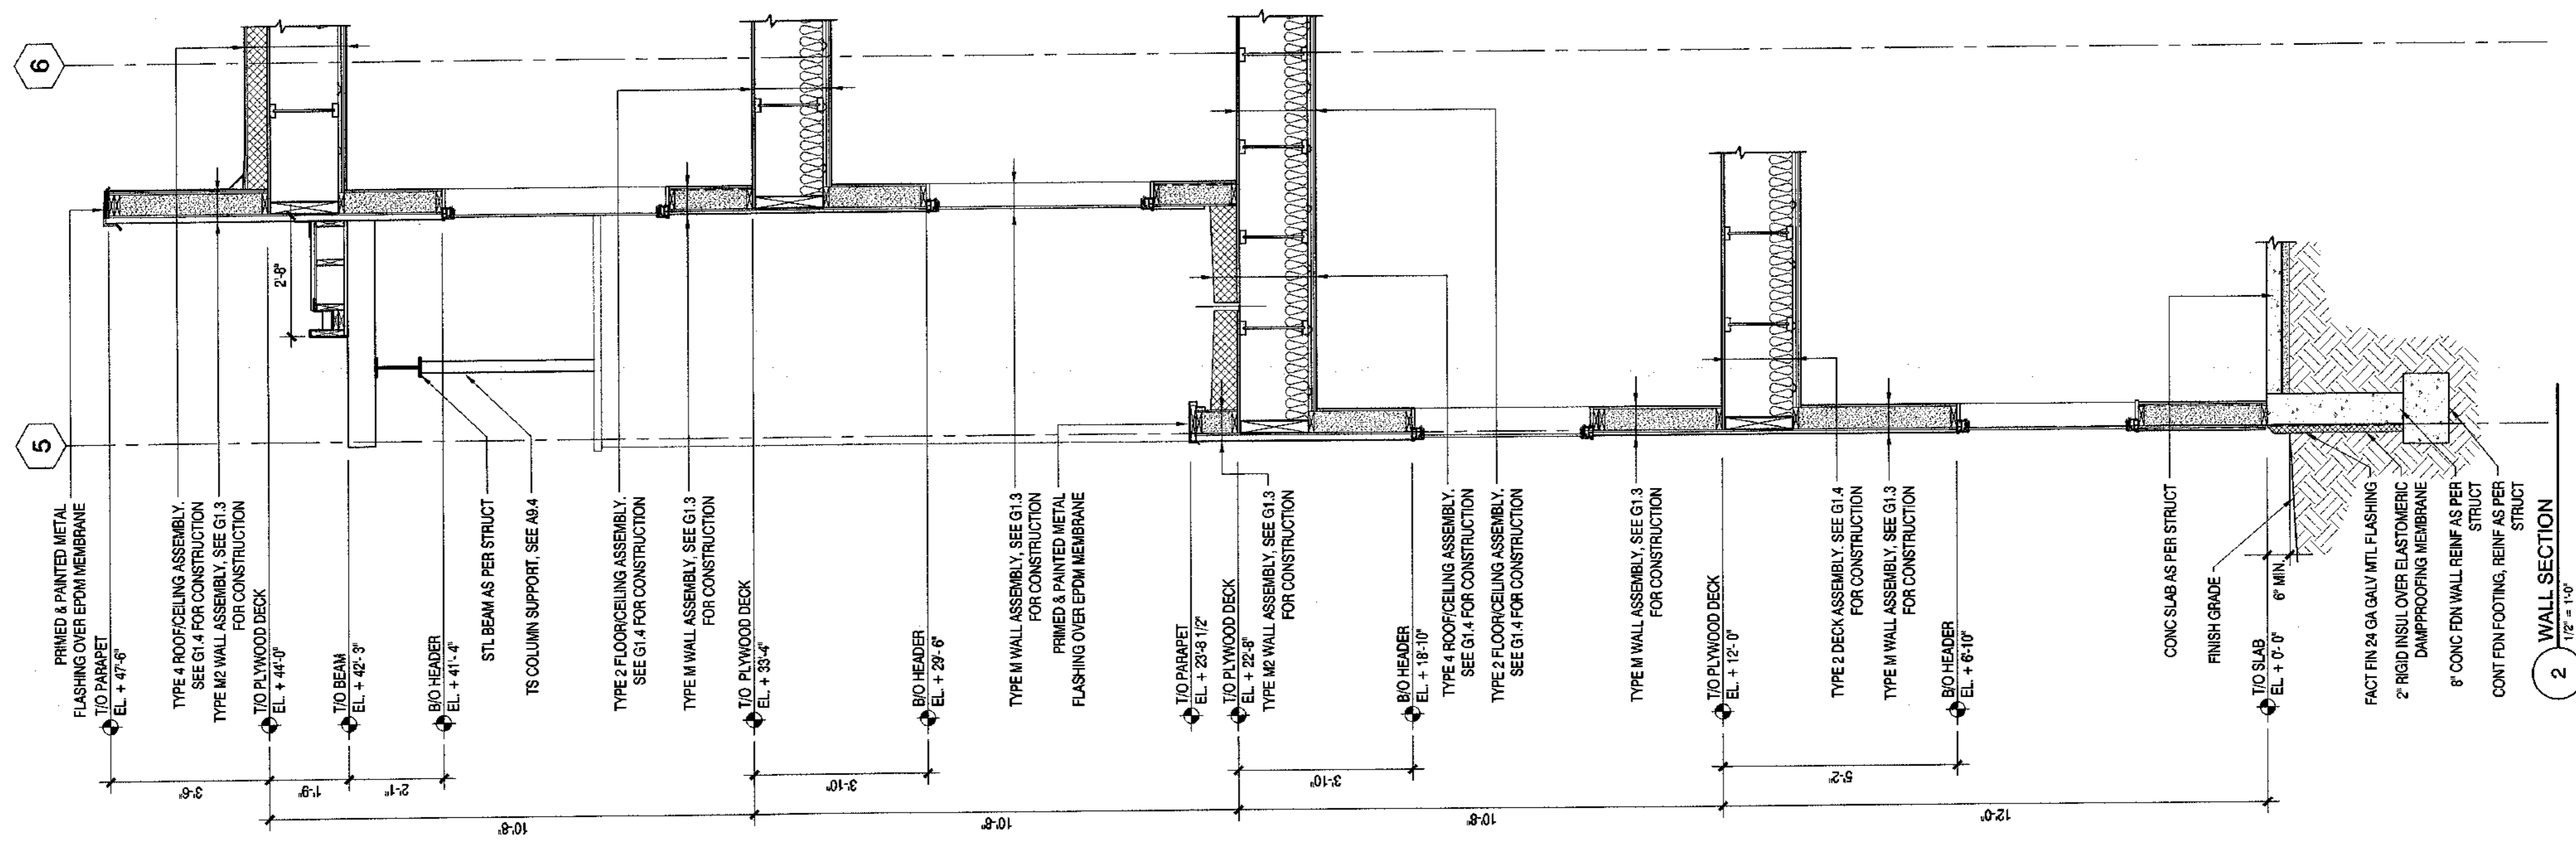 6
5
PRIMED & PAINTED METAL
FLASHING OVER EPDM MEMBRANE
T/O PARAPET
EL. + 47'-6"
TYPE 4 ROOF/CEILING ASSEMBLY.
SEE G1.4 FOR CONSTRUCTION
TYPE M2 WALL ASSEMBLY, SEE G1.3
FOR CONSTRUCTION
T/O PLYWOOD DECK
EL. + 44'-0"
T/O BEAM
EL. + 42'- 3"
B/O HEADER
EL. + 41'- 4"
STL BEAM AS PER STRUCT
TS COLUMN SUPPORT, SEE A9.4
TYPE 2 FLOOR/CEILING ASSEMBLY.
SEE G1.4 FOR CONSTRUCTION
TYPE M WALL ASSEMBLY, SEE G1.3
FOR CONSTRUCTION
T/O PLYWOOD DECK
EL. + 33'-4"
B/O HEADER
EL. + 29'- 6"
TYPE M WALL ASSEMBLY, SEE G1.3
FOR CONSTRUCTION
PRIMED & PAINTED METAL
FLASHING OVER EPDM MEMBRANE
T/O PARAPET
EL. + 23'-8 1/2"
T/O PLYWOOD DECK
EL. + 22'-8"
TYPE M2 WALL ASSEMBLY, SEE G1.3
FOR CONSTRUCTION
B/O HEADER
EL. + 18'-10"
TYPE 4 ROOF/CEILING ASSEMBLY.
SEE G1.4 FOR CONSTRUCTION
TYPE 2 FLOOR/CEILING ASSEMBLY.
SEE G1.4 FOR CONSTRUCTION
TYPE M WALL ASSEMBLY, SEE G1.3
FOR CONSTRUCTION
T/O PLYWOOD DECK
EL. + 12'- 0"
TYPE 2 DECK ASSEMBLY. SEE G1.4
FOR CONSTRUCTION
TYPE M WALL ASSEMBLY, SEE G1.3
FOR CONSTRUCTION
B/O HEADER
EL. + 6'-10"
CONC SLAB AS PER STRUCT
FINISH GRADE
T/O SLAB
EL. + 0'- 0"
6" MIN.
FACT FIN 24 GA GALV MTL FLASHING
2" RIGID INSUL OVER ELASTOMERIC
DAMPPROOFING MEMBRANE
8" CONC FDN WALL REINF AS PER
STRUCT
CONT FDN FOOTING, REINF AS PER
STRUCT
2'-8"
3'-6"
1'-9"
2'-1"
3'-10"
3'-10"
5'-2"
10'-8"
10'-8"
10'-8"
12'-0"
2
WALL SECTION
1/2" = 1'-0"